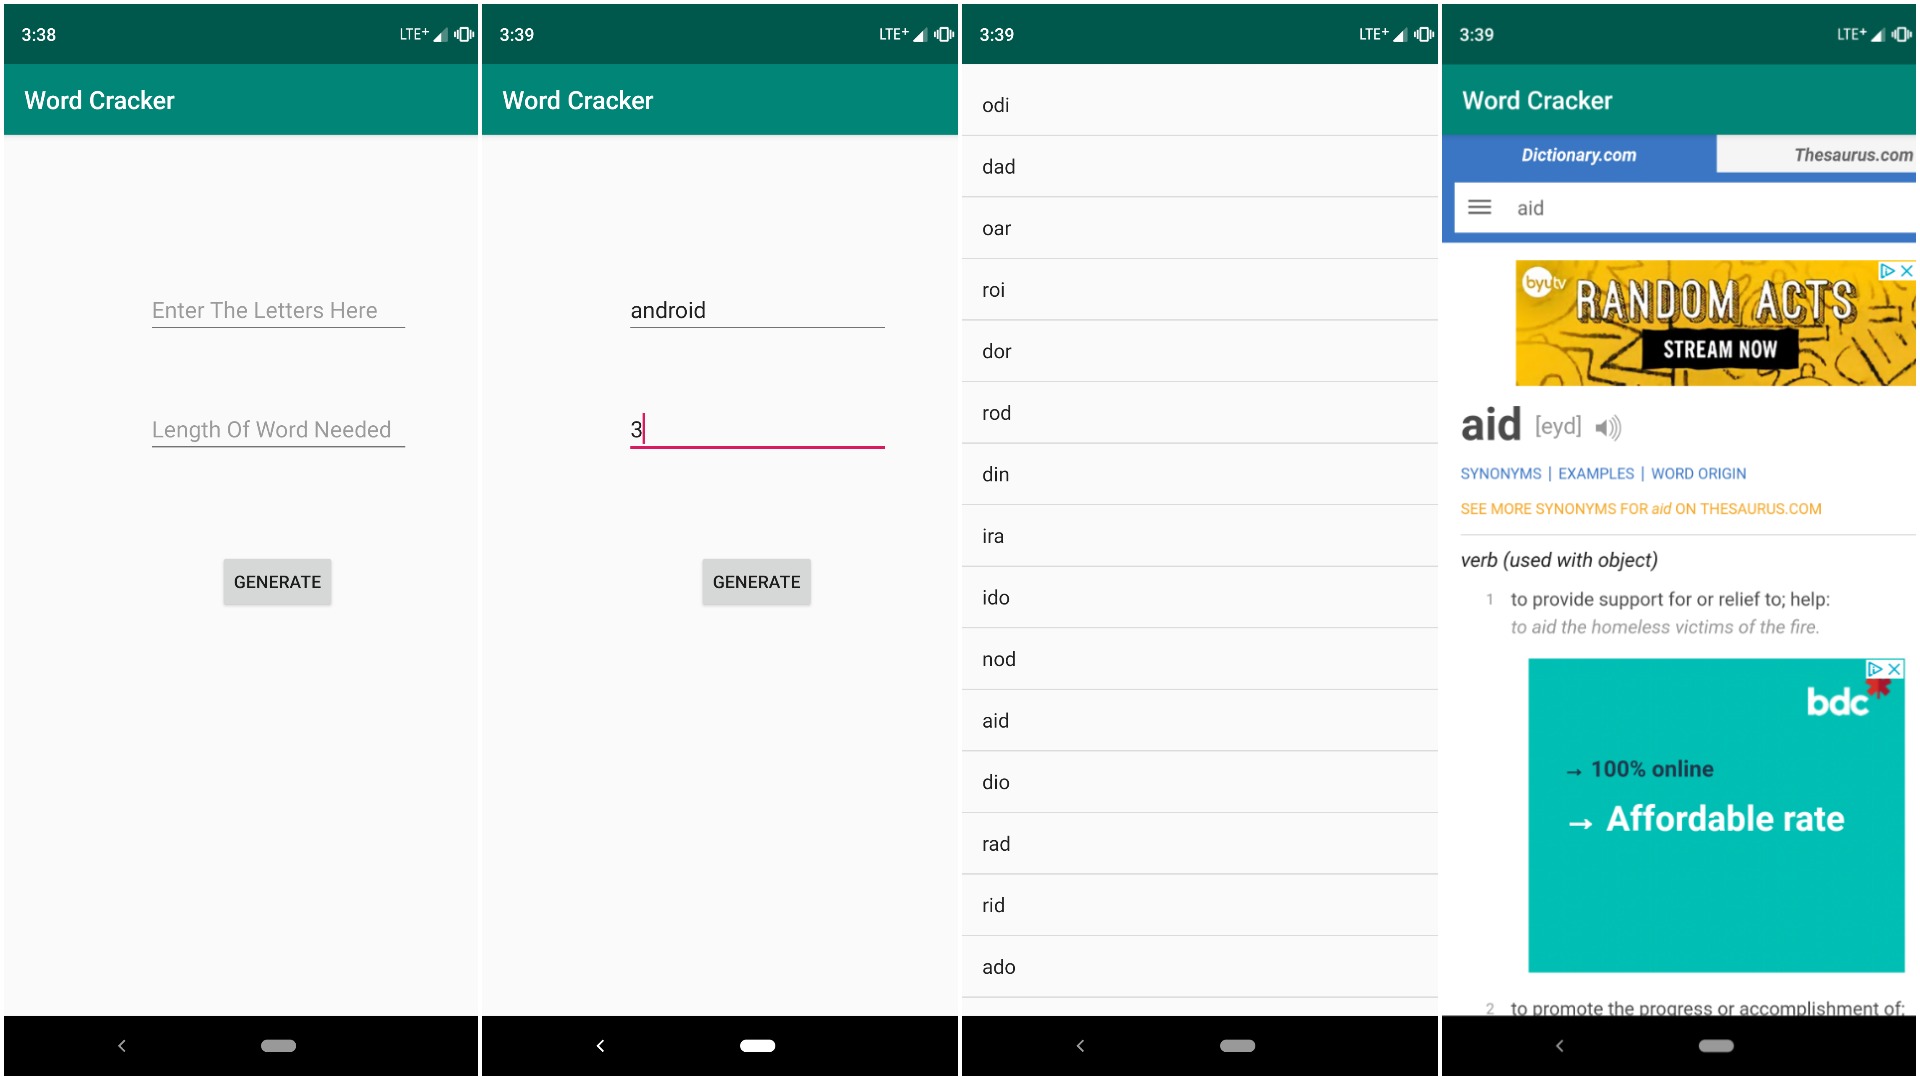 3:38 LTE+
Word Cracker
Enter The Letters Here
Length Of Word Needed
GENERATE
3:39 LTE+
Word Cracker
android
3
GENERATE
3:39 LTE+
odi
dad
oar
roi
dor
rod
din
ira
ido
nod
aid
dio
rad
rid
ado
3:39 LTE+
Word Cracker
Dictionary.com Thesaurus.com
aid
byutv
RANDOM ACTS
STREAM NOW
aid [eyd]
SYNONYMS | EXAMPLES | WORD ORIGIN
SEE MORE SYNONYMS FOR aid ON THESAURUS.COM
verb (used with object)
1 to provide support for or relief to; help:
to aid the homeless victims of the fire.
bdc
→ 100% online
→ Affordable rate
2 to promote the progress or accomplishment of: